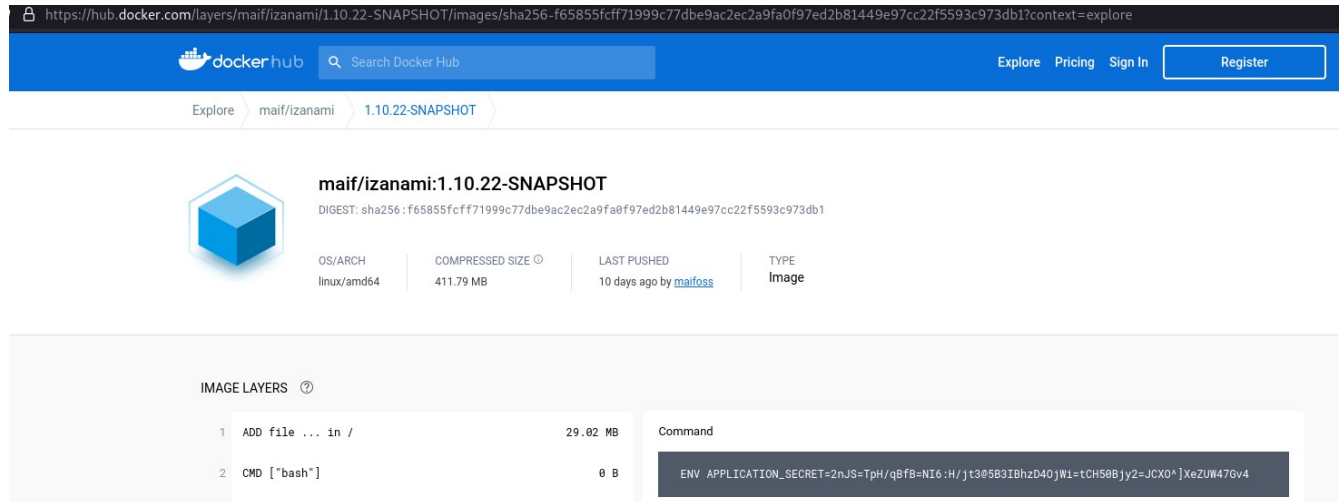 https://hub.docker.com/layers/maif/izanami/1.10.22-SNAPSHOT/images/sha256-f65855fcff71999c77dbe9ac2ec2a9fa0f97ed2b81449e97cc22f5593c973db1?context=explore
dockerhub Search Docker Hub Explore Pricing Sign In Register
Explore maif/izanami 1.10.22-SNAPSHOT
maif/izanami:1.10.22-SNAPSHOT
DIGEST: sha256:f65855fcff71999c77dbe9ac2ec2a9fa0f97ed2b81449e97cc22f5593c973db1
OS/ARCH COMPRESSED SIZE LAST PUSHED TYPE
linux/amd64 411.79 MB 10 days ago by maifoss Image
IMAGE LAYERS
1 ADD file ... in / 29.02 MB Command
2 CMD ["bash"] 0 B ENV APPLICATION_SECRET=2nJS=TpH/qBfB=NI6:H/jt3@5B3IBhzD4OjWi=tCH50Bjy2=JCXO^]XeZUW47Gv4